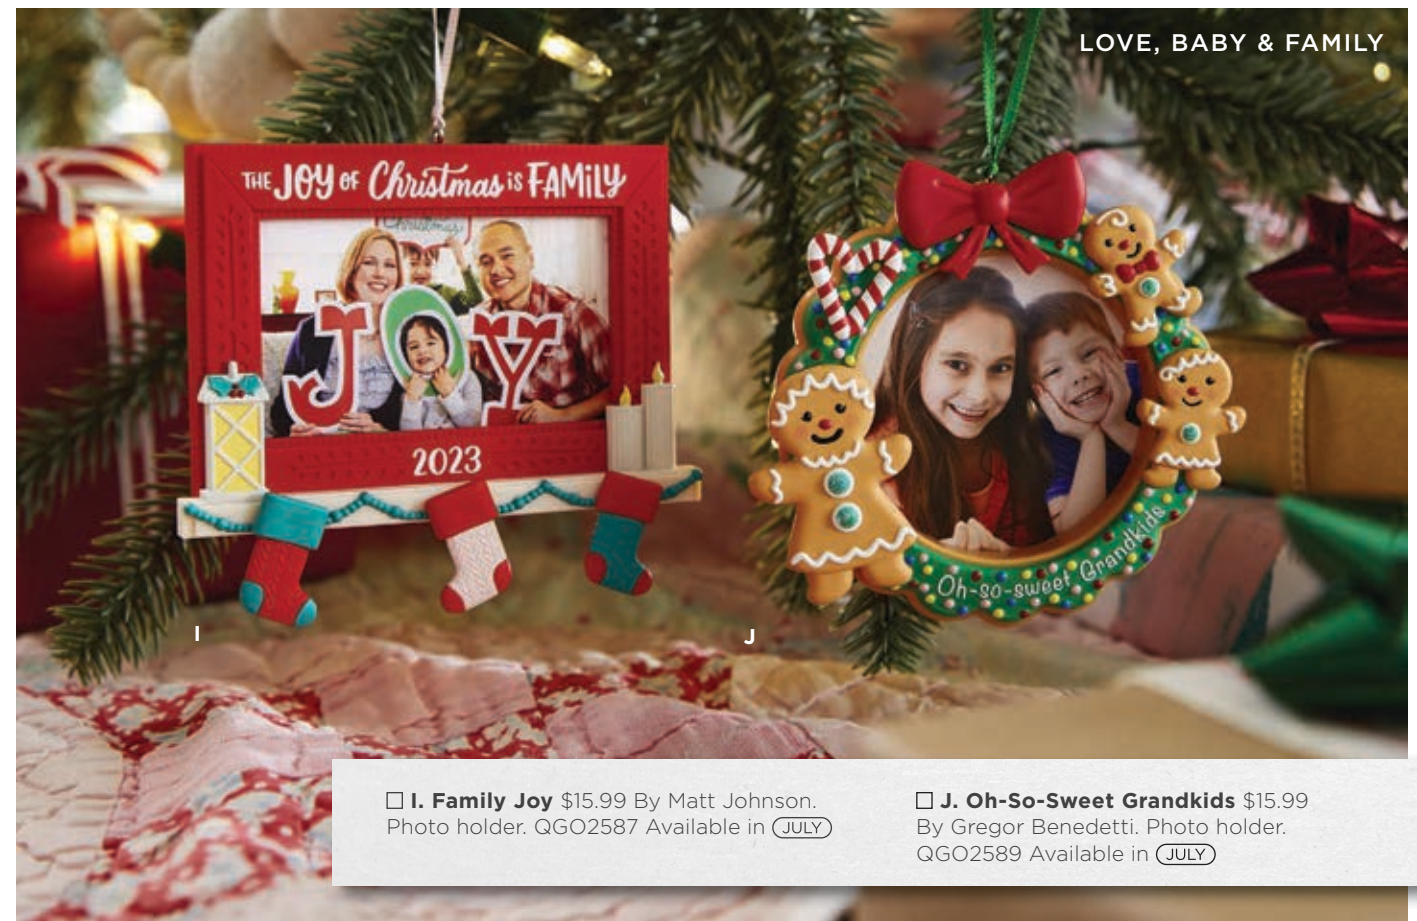 LOVE, BABY & FAMILY
THE JOY OF Christmas is FAMiLY
Christmas
JOY
2023
Oh-so-sweet Grandkids
I
J
☐ I. Family Joy $15.99 By Matt Johnson.
Photo holder. QGO2587 Available in JULY
☐ J. Oh-So-Sweet Grandkids $15.99
By Gregor Benedetti. Photo holder.
QGO2589 Available in JULY